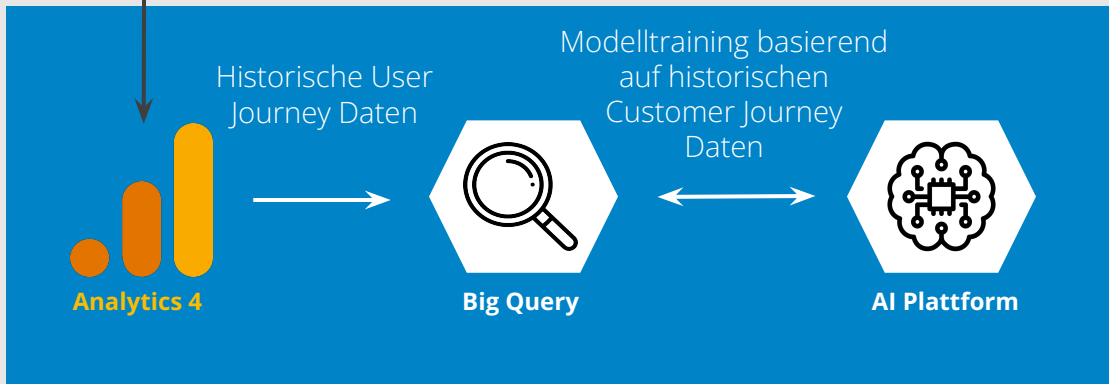 Historische User
Journey Daten
Modelltraining basierend
auf historischen
Customer Journey
Daten
Analytics 4
Big Query
AI Plattform